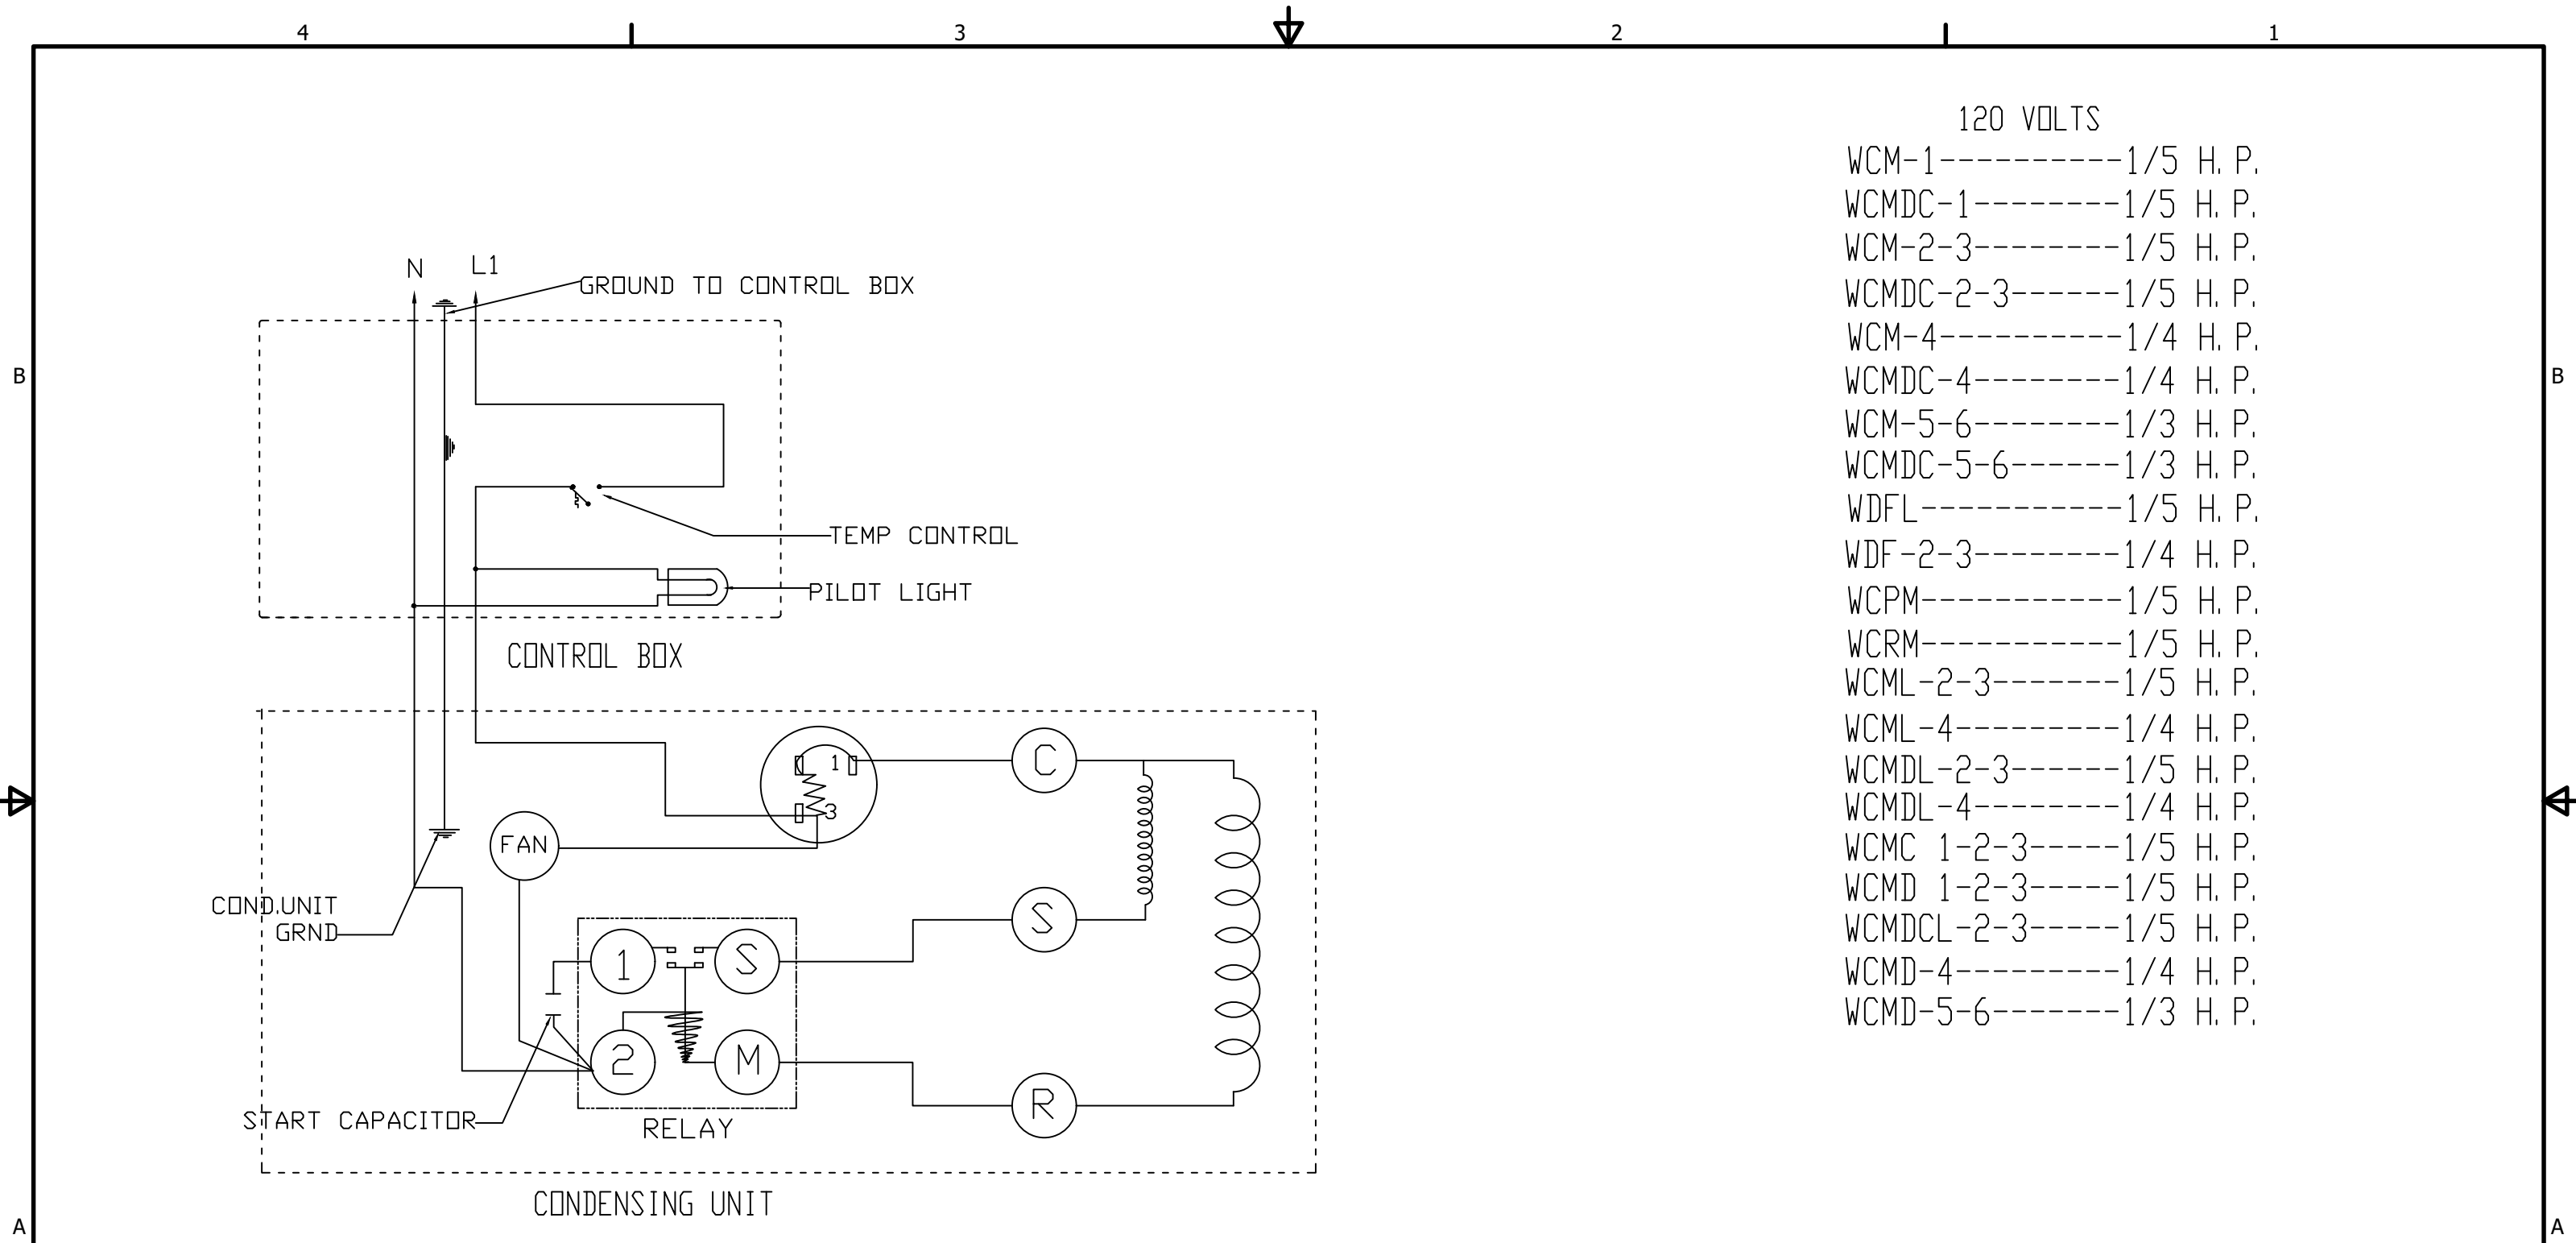 4 3 2 1
120 VOLTS
WCM-1----------1/5 H. P.
WCMDC-1--------1/5 H. P.
WCM-2-3--------1/5 H. P.
WCMDC-2-3------1/5 H. P.
WCM-4----------1/4 H. P.
WCMDC-4--------1/4 H. P.
WCM-5-6--------1/3 H. P.
WCMDC-5-6------1/3 H. P.
WDFL-----------1/5 H. P.
WDF-2-3--------1/4 H. P.
WCPM-----------1/5 H. P.
WCRM-----------1/5 H. P.
WCML-2-3-------1/5 H. P.
WCML-4---------1/4 H. P.
WCMDL-2-3------1/5 H. P.
WCMDL-4--------1/4 H. P.
WCMC 1-2-3-----1/5 H. P.
WCMD 1-2-3-----1/5 H. P.
WCMDCL-2-3-----1/5 H. P.
WCMD-4---------1/4 H. P.
WCMD-5-6-------1/3 H. P.
N L1
GROUND TO CONTROL BOX
B B
TEMP CONTROL
PILOT LIGHT
CONTROL BOX
1 C
3
FAN
COND.UNIT
GRND
S
1 S
2 M
R
START CAPACITOR
RELAY
CONDENSING UNIT
A A